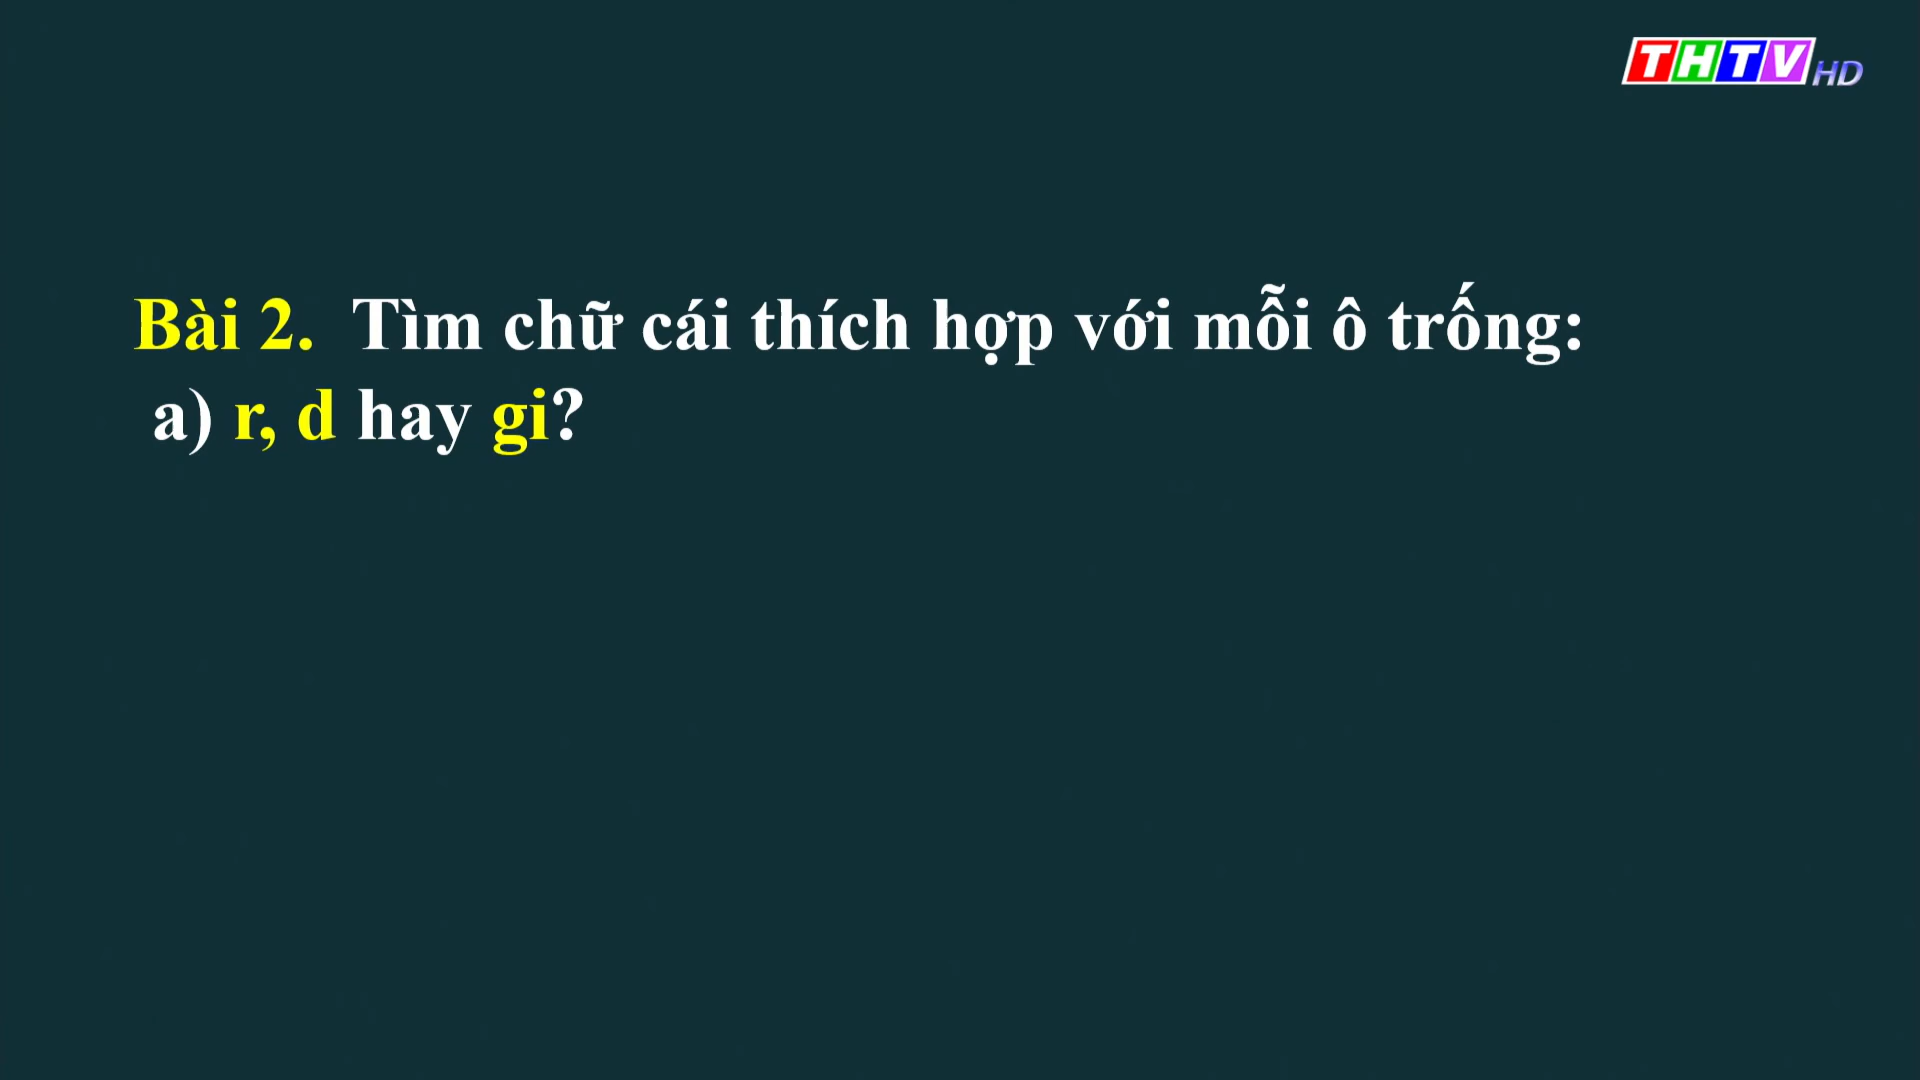 THTV HD
Bài 2. Tìm chữ cái thích hợp với mỗi ô trống:
a) r, d hay gi?